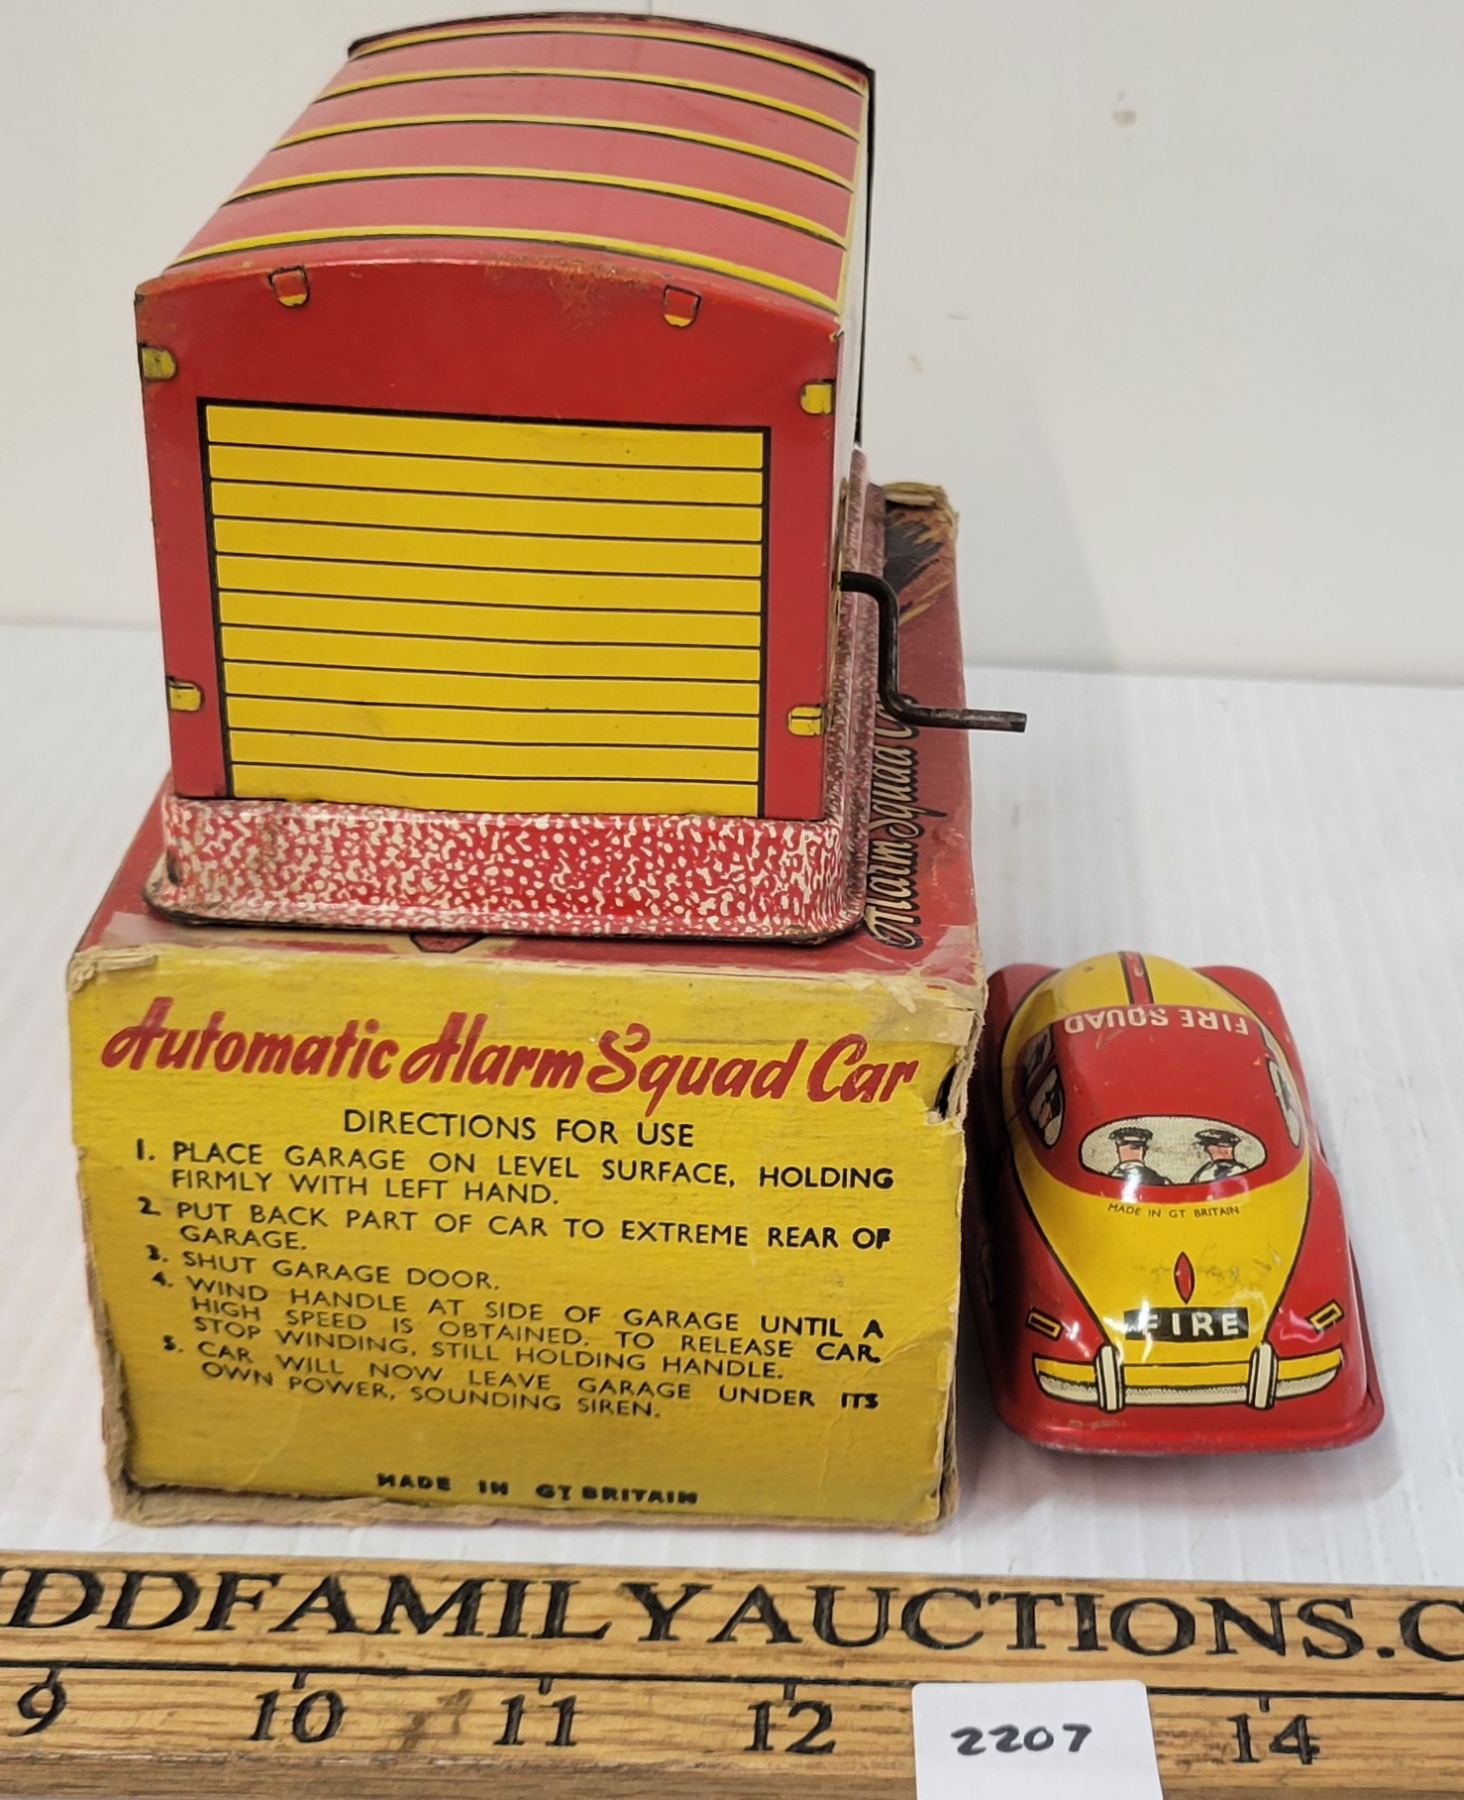 Alarm Squad
Automatic Alarm Squad Car
DIRECTIONS FOR USE
1. PLACE GARAGE ON LEVEL SURFACE, HOLDING
FIRMLY WITH LEFT HAND.
2. PUT BACK PART OF CAR TO EXTREME REAR OF
GARAGE.
3. SHUT GARAGE DOOR.
4. WIND HANDLE AT SIDE OF GARAGE UNTIL A
HIGH SPEED IS OBTAINED. TO RELEASE CAR
STOP WINDING, STILL HOLDING HANDLE.
5. CAR WILL NOW LEAVE GARAGE UNDER ITS
OWN POWER, SOUNDING SIREN.
MADE IN GT BRITAIN
FIRE SQUAD
MADE IN GT. BRITAIN
FIRE
DDFAMILYAUCTIONS.C
9 10 11 12 14
2207